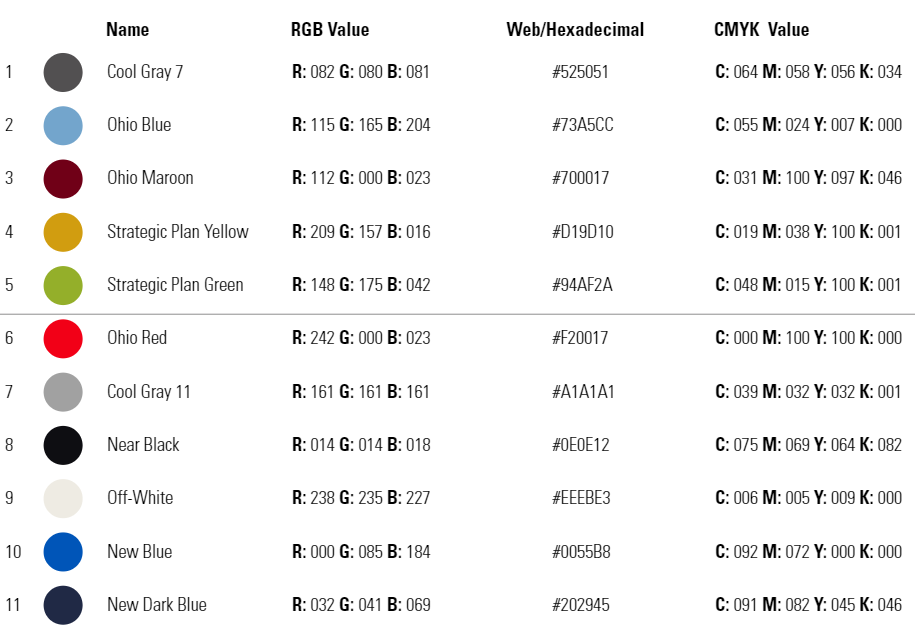 Name RGB Value Web/Hexadecimal CMYK Value
1 Cool Gray 7 R: 082 G: 080 B: 081 #525051 C: 064 M: 058 Y: 056 K: 034
2 Ohio Blue R: 115 G: 165 B: 204 #73A5CC C: 055 M: 024 Y: 007 K: 000
3 Ohio Maroon R: 112 G: 000 B: 023 #700017 C: 031 M: 100 Y: 097 K: 046
4 Strategic Plan Yellow R: 209 G: 157 B: 016 #D19D10 C: 019 M: 038 Y: 100 K: 001
5 Strategic Plan Green R: 148 G: 175 B: 042 #94AF2A C: 048 M: 015 Y: 100 K: 001
6 Ohio Red R: 242 G: 000 B: 023 #F20017 C: 000 M: 100 Y: 100 K: 000
7 Cool Gray 11 R: 161 G: 161 B: 161 #A1A1A1 C: 039 M: 032 Y: 032 K: 001
8 Near Black R: 014 G: 014 B: 018 #0E0E12 C: 075 M: 069 Y: 064 K: 082
9 Off-White R: 238 G: 235 B: 227 #EEEBE3 C: 006 M: 005 Y: 009 K: 000
10 New Blue R: 000 G: 085 B: 184 #0055B8 C: 092 M: 072 Y: 000 K: 000
11 New Dark Blue R: 032 G: 041 B: 069 #202945 C: 091 M: 082 Y: 045 K: 046